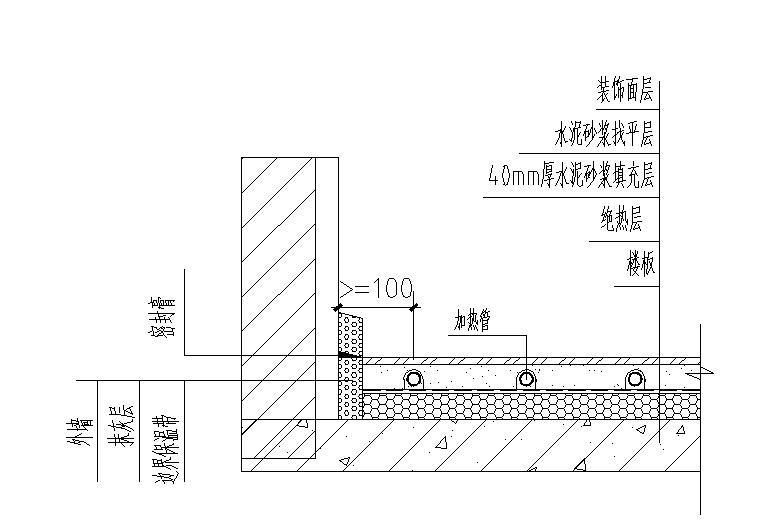 装饰面层
水泥砂浆找平层
40mm厚水泥砂浆填充层
绝热层
楼板
>=100
加热管
密封膏
外墙
抹灰层
边界保温带